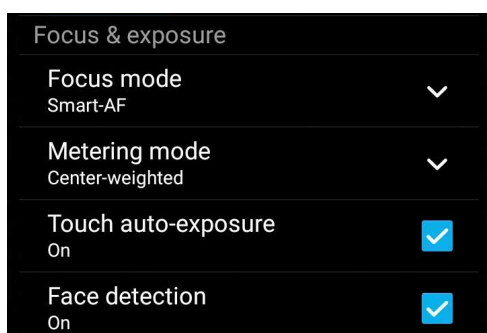 Focus & exposure
Focus mode
Smart-AF
Metering mode
Center-weighted
Touch auto-exposure
On
Face detection
On